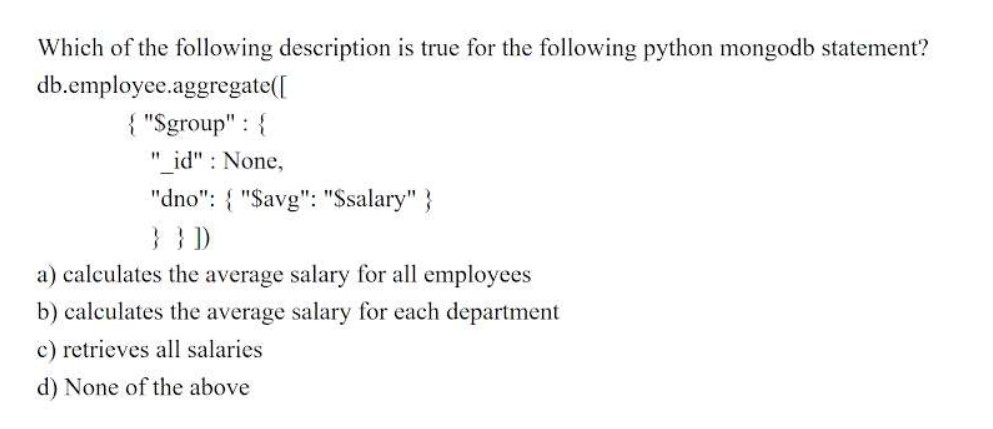 Which of the following description is true for the following python mongodb statement?
db.employee.aggregate([
{ "$group" : {
"_id" : None,
"dno": { "$avg": "$salary" }
} } ])
a) calculates the average salary for all employees
b) calculates the average salary for each department
c) retrieves all salaries
d) None of the above